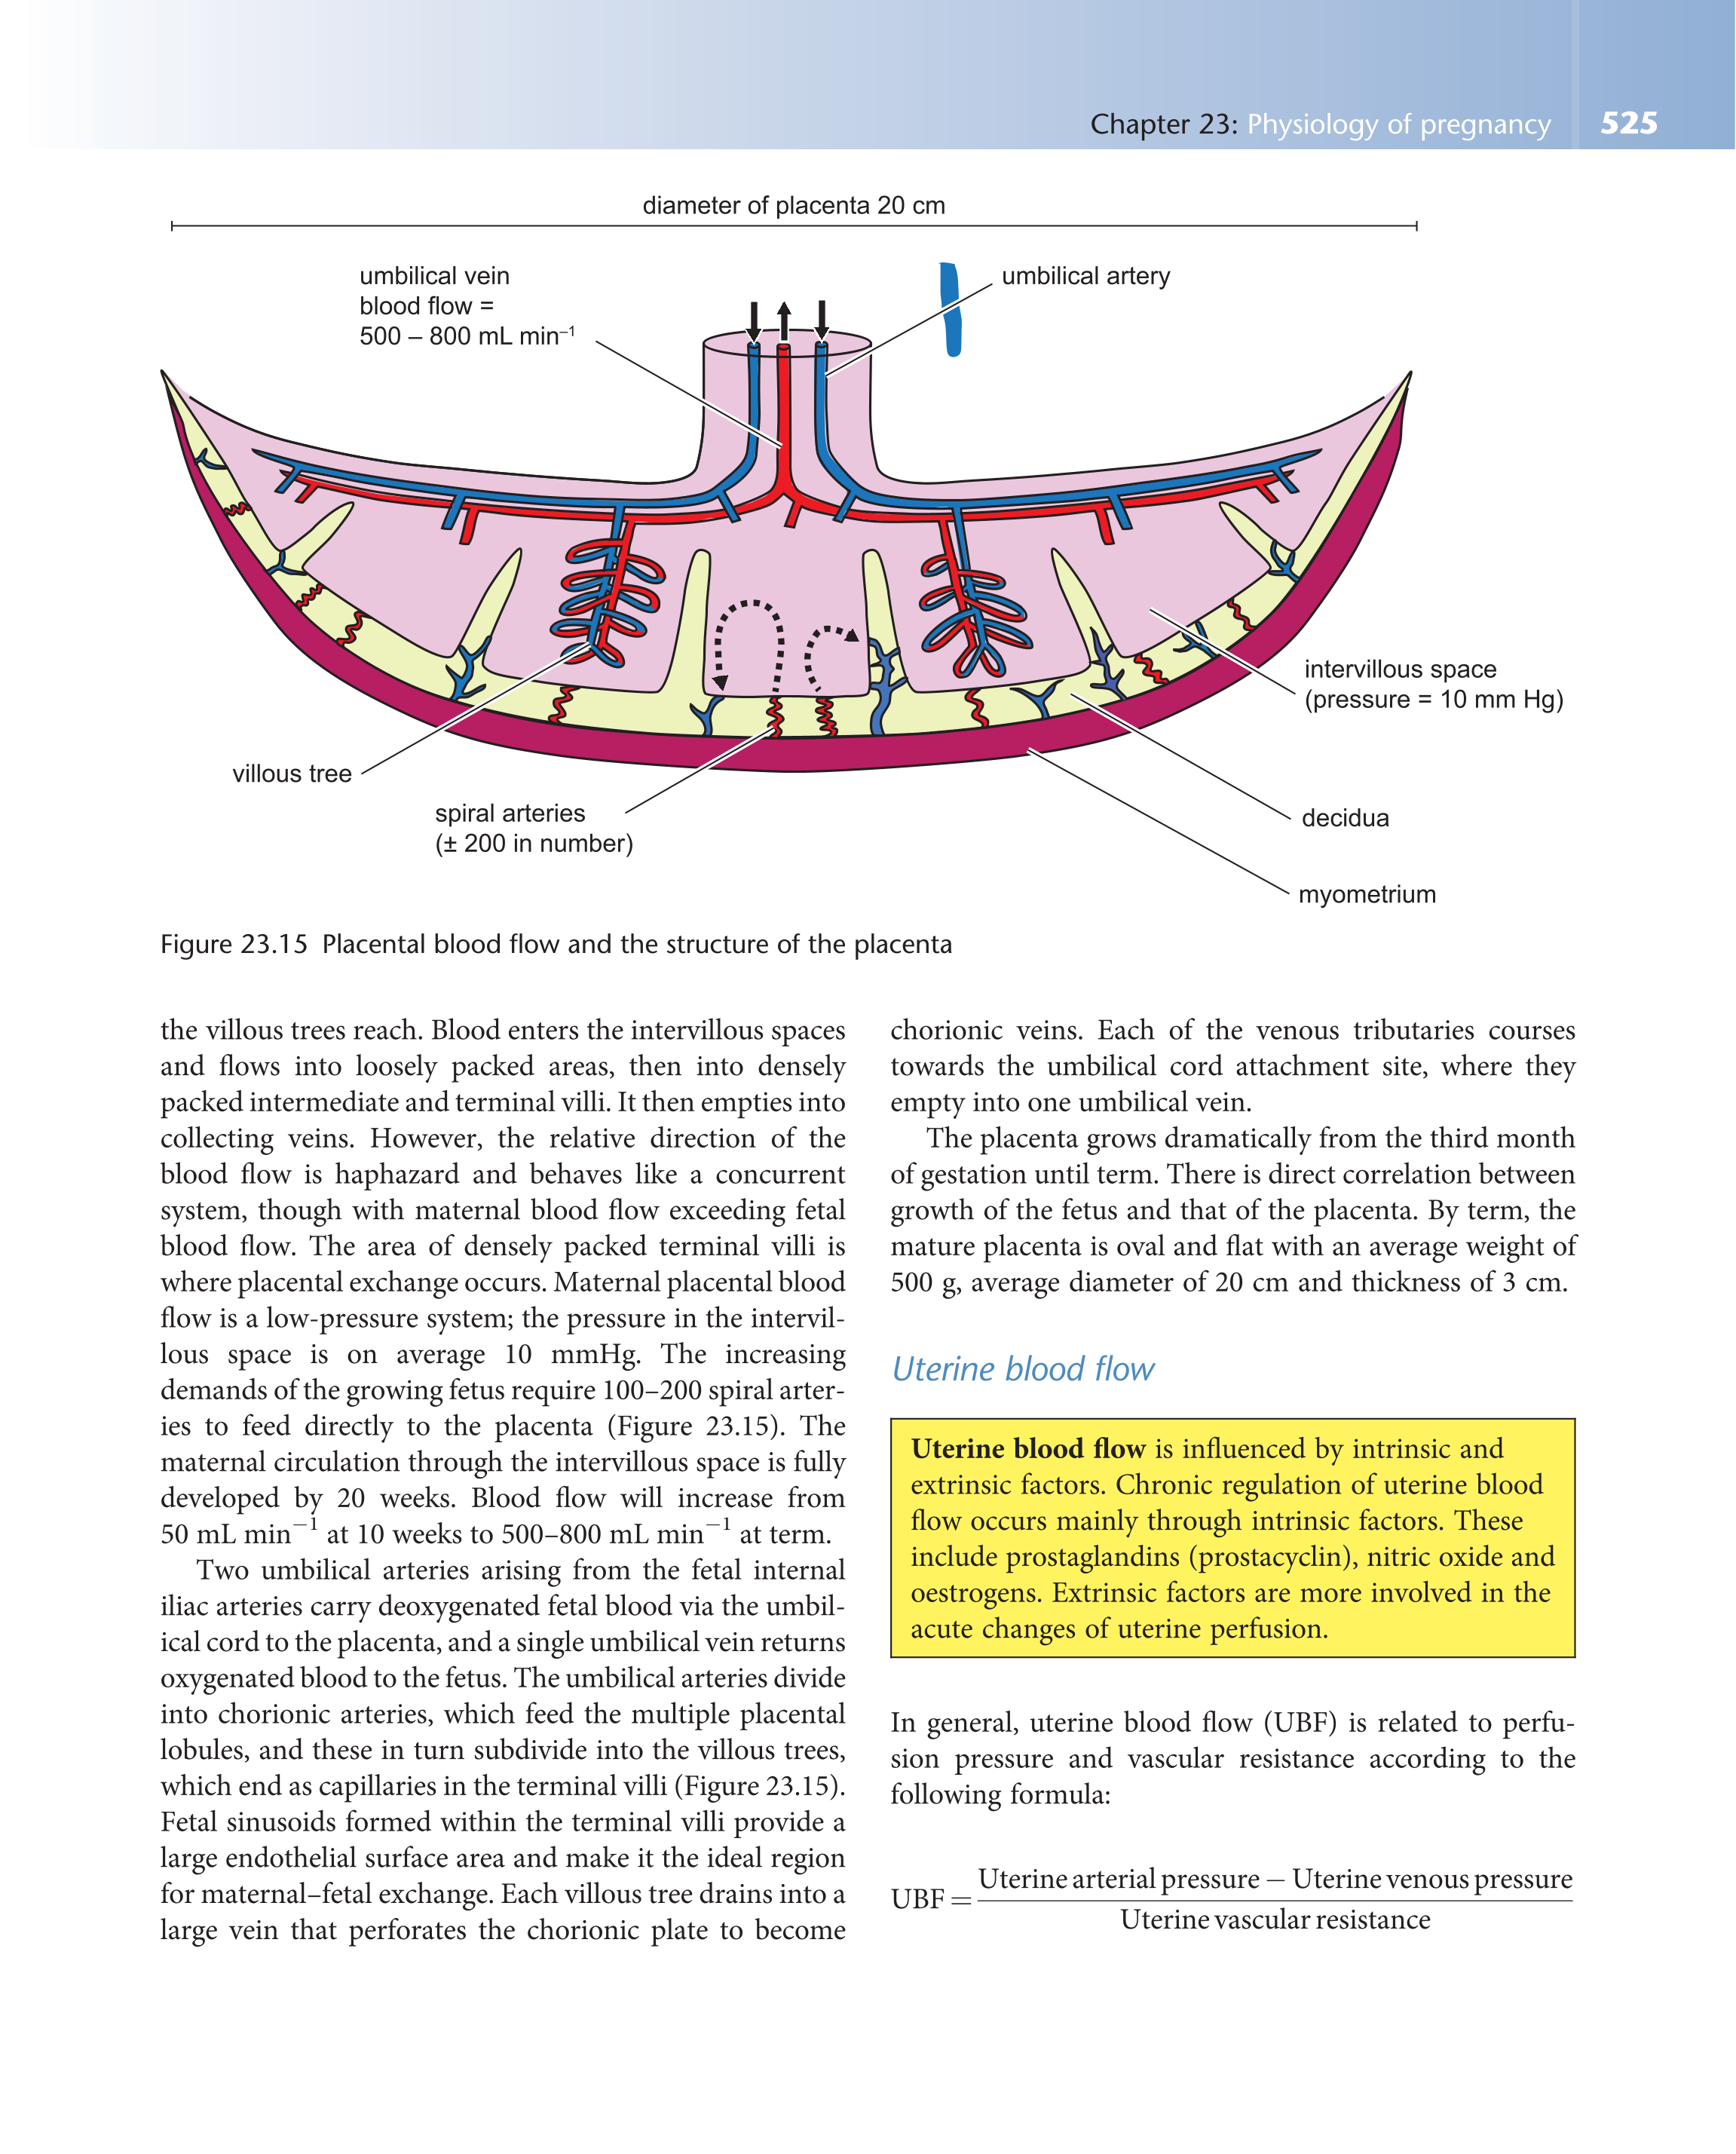 Chapter 23: Physiology of pregnancy 525
diameter of placenta 20 cm
umbilical vein
blood flow =
500 – 800 mL min⁻¹
umbilical artery
intervillous space
(pressure = 10 mm Hg)
villous tree
spiral arteries
(± 200 in number)
decidua
myometrium
Figure 23.15 Placental blood flow and the structure of the placenta
the villous trees reach. Blood enters the intervillous spaces
and flows into loosely packed areas, then into densely
packed intermediate and terminal villi. It then empties into
collecting veins. However, the relative direction of the
blood flow is haphazard and behaves like a concurrent
system, though with maternal blood flow exceeding fetal
blood flow. The area of densely packed terminal villi is
where placental exchange occurs. Maternal placental blood
flow is a low-pressure system; the pressure in the intervil-
lous space is on average 10 mmHg. The increasing
demands of the growing fetus require 100–200 spiral arter-
ies to feed directly to the placenta (Figure 23.15). The
maternal circulation through the intervillous space is fully
developed by 20 weeks. Blood flow will increase from
50 mL min⁻¹ at 10 weeks to 500–800 mL min⁻¹ at term.
Two umbilical arteries arising from the fetal internal
iliac arteries carry deoxygenated fetal blood via the umbil-
ical cord to the placenta, and a single umbilical vein returns
oxygenated blood to the fetus. The umbilical arteries divide
into chorionic arteries, which feed the multiple placental
lobules, and these in turn subdivide into the villous trees,
which end as capillaries in the terminal villi (Figure 23.15).
Fetal sinusoids formed within the terminal villi provide a
large endothelial surface area and make it the ideal region
for maternal–fetal exchange. Each villous tree drains into a
large vein that perforates the chorionic plate to become
chorionic veins. Each of the venous tributaries courses
towards the umbilical cord attachment site, where they
empty into one umbilical vein.
The placenta grows dramatically from the third month
of gestation until term. There is direct correlation between
growth of the fetus and that of the placenta. By term, the
mature placenta is oval and flat with an average weight of
500 g, average diameter of 20 cm and thickness of 3 cm.
Uterine blood flow
Uterine blood flow is influenced by intrinsic and
extrinsic factors. Chronic regulation of uterine blood
flow occurs mainly through intrinsic factors. These
include prostaglandins (prostacyclin), nitric oxide and
oestrogens. Extrinsic factors are more involved in the
acute changes of uterine perfusion.
In general, uterine blood flow (UBF) is related to perfu-
sion pressure and vascular resistance according to the
following formula:
UBF = Uterine arterial pressure − Uterine venous pressure
Uterine vascular resistance